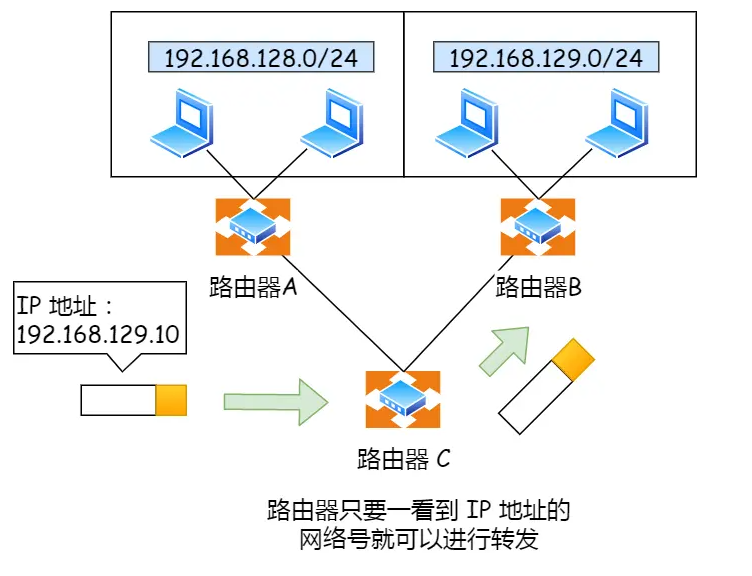 192.168.128.0/24
192.168.129.0/24
路由器A
路由器B
IP 地址：
192.168.129.10
路由器 C
路由器只要一看到 IP 地址的
网络号就可以进行转发